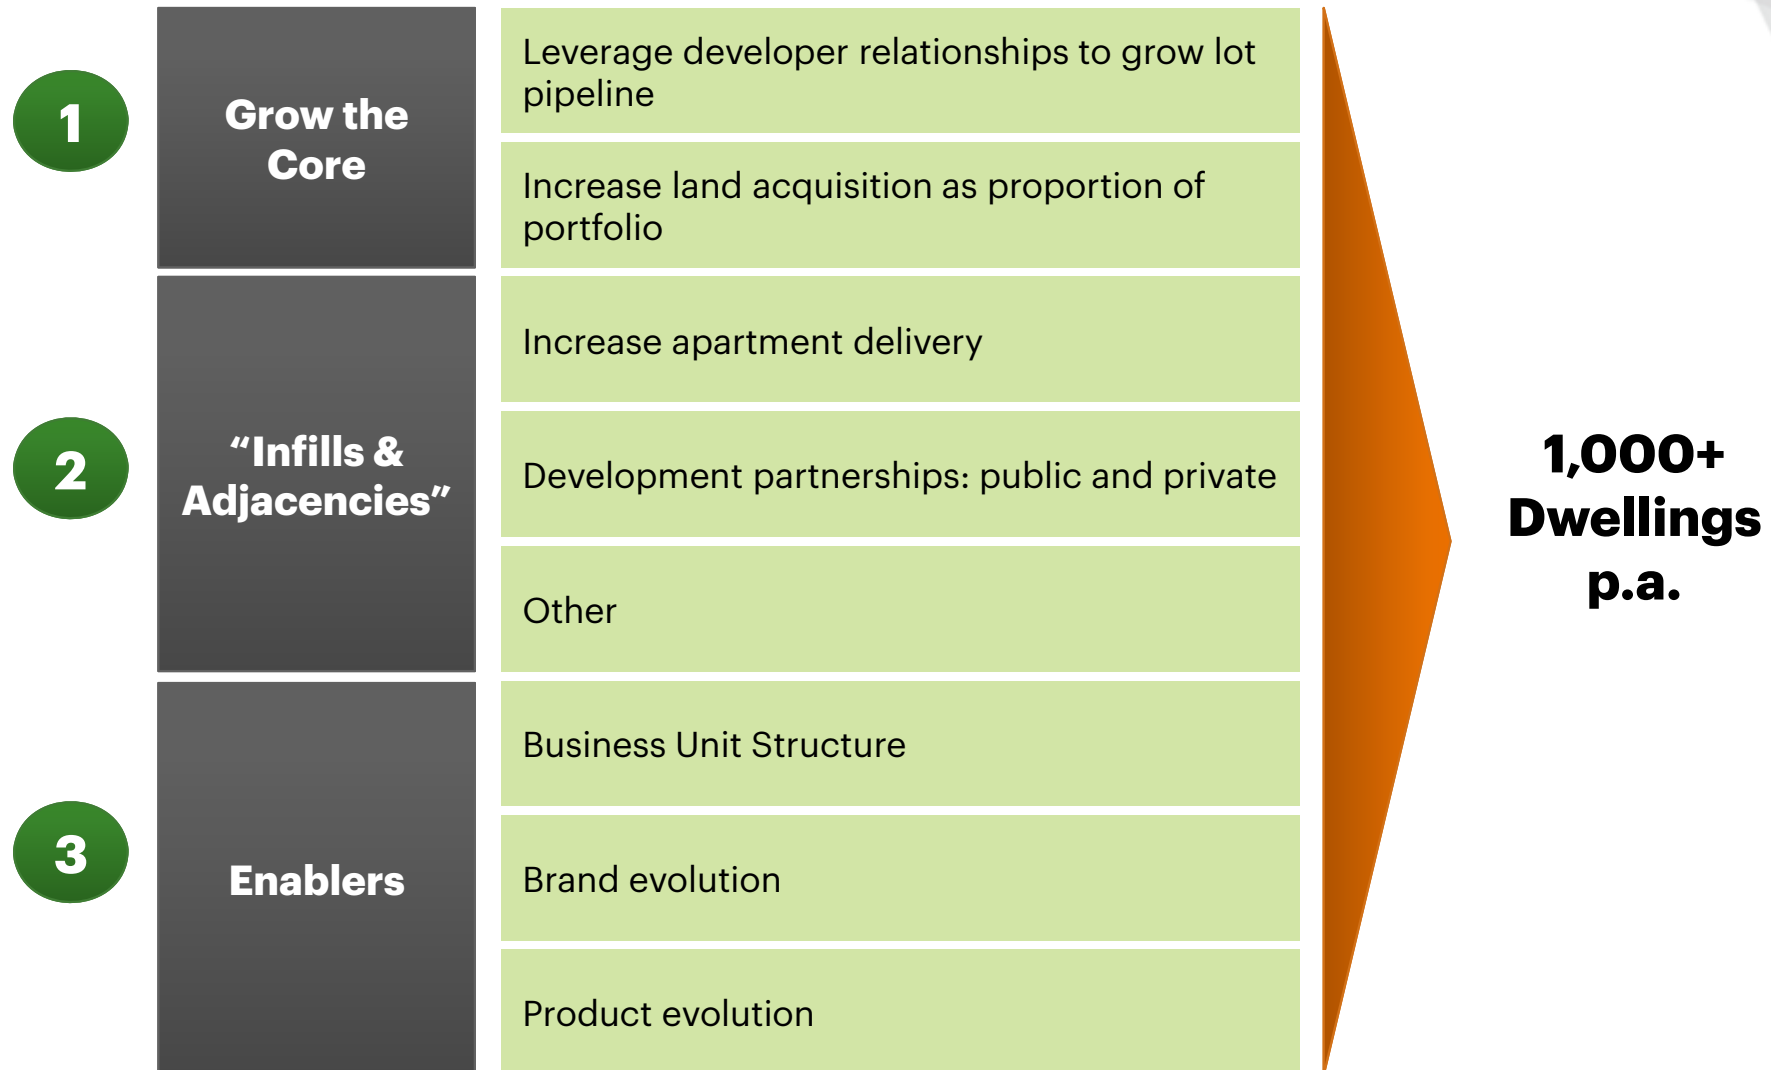 1
Grow the
Core
Leverage developer relationships to grow lot
pipeline
Increase land acquisition as proportion of
portfolio
2
“Infills &
Adjacencies”
Increase apartment delivery
Development partnerships: public and private
Other
3
Enablers
Business Unit Structure
Brand evolution
Product evolution
1,000+
Dwellings
p.a.